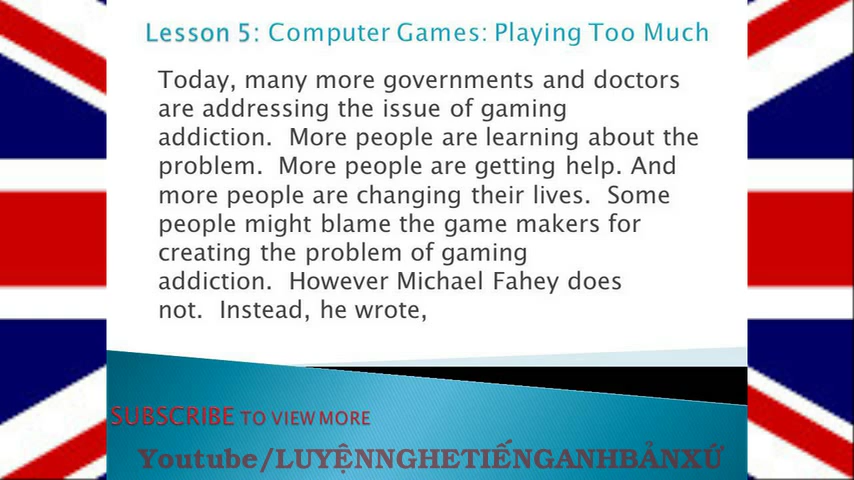 Lesson 5: Computer Games: Playing Too Much
Today, many more governments and doctors
are addressing the issue of gaming
addiction.  More people are learning about the
problem.  More people are getting help. And
more people are changing their lives.  Some
people might blame the game makers for
creating the problem of gaming
addiction.  However Michael Fahey does
not.  Instead, he wrote,
SUBSCRIBE TO VIEW MORE
Youtube/LUYỆNNGHETIẾNGANHBẢNXỨ